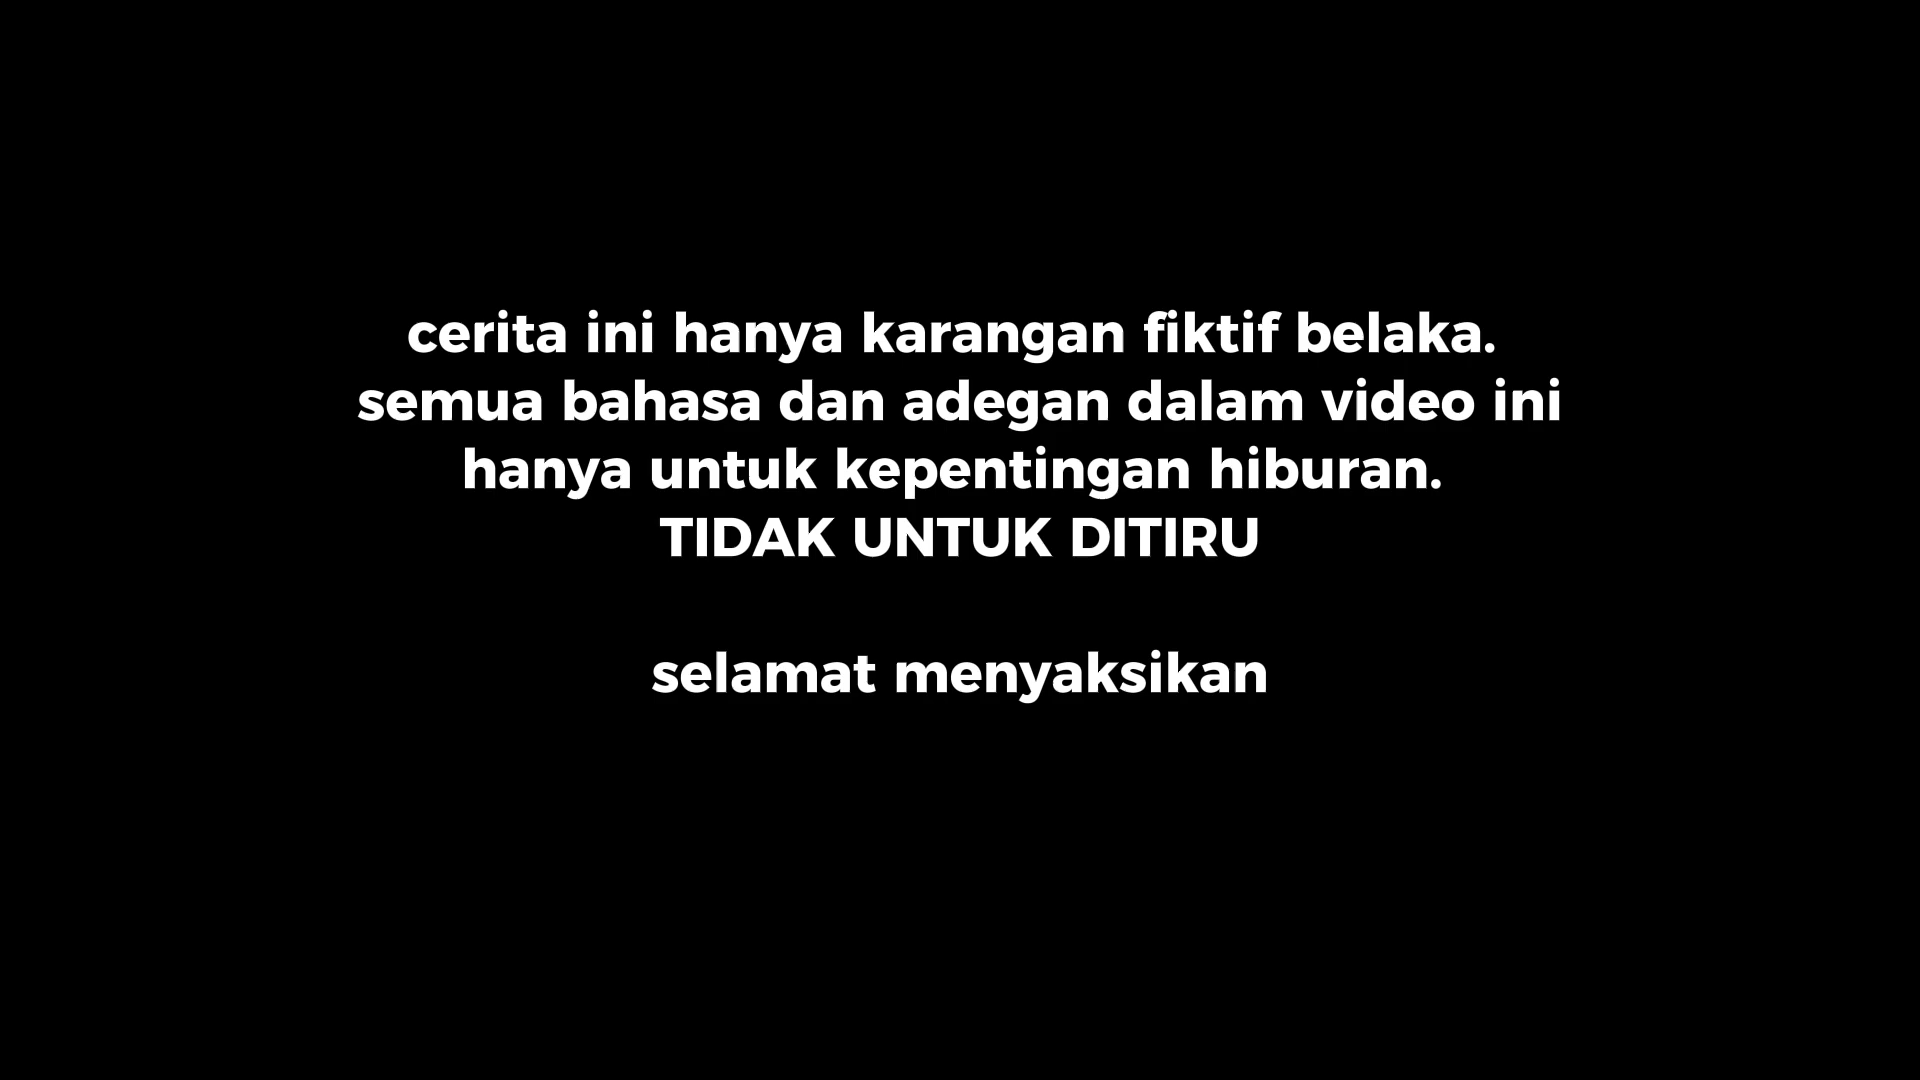 cerita ini hanya karangan fiktif belaka.
semua bahasa dan adegan dalam video ini
hanya untuk kepentingan hiburan.
TIDAK UNTUK DITIRU
selamat menyaksikan